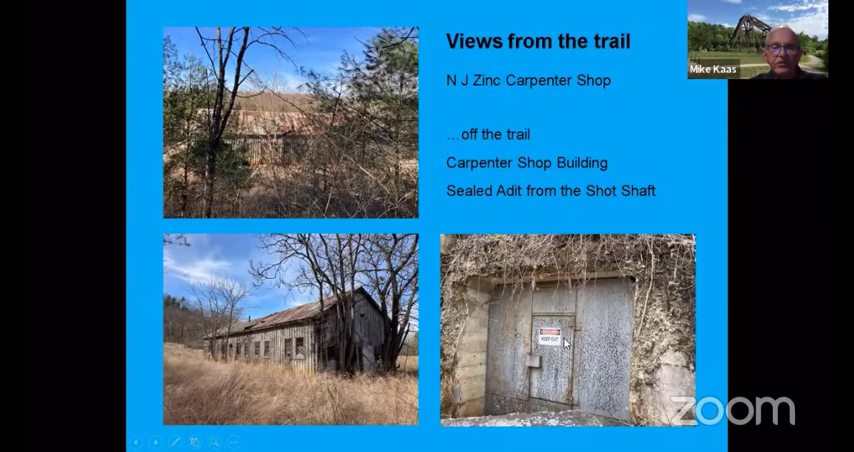 Views from the trail
Mike Kaas
N J Zinc Carpenter Shop
...off the trail
Carpenter Shop Building
Sealed Adit from the Shot Shaft
KEEP OUT
zoom